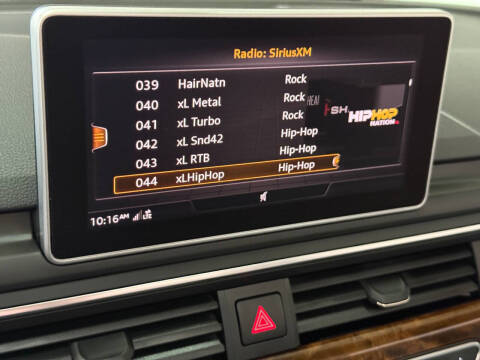 Radio: SiriusXM
039 HairNatn Rock
040 xL Metal Rock
041 xL Turbo Rock
042 xL Snd42 Hip-Hop
043 xL RTB Hip-Hop
044 xLHipHop Hip-Hop
HIPHOP
NATION
10:16AM LTE